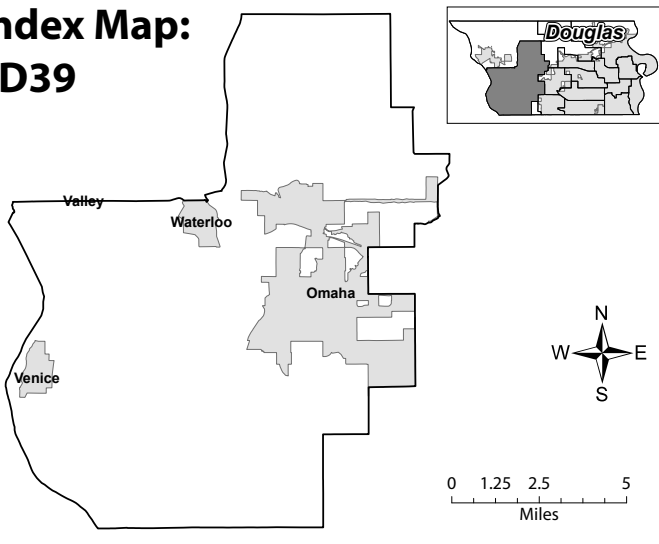 ndex Map:
D39
Douglas
Valley
Waterloo
Omaha
Venice
N
W E
S
0 1.25 2.5 5
Miles